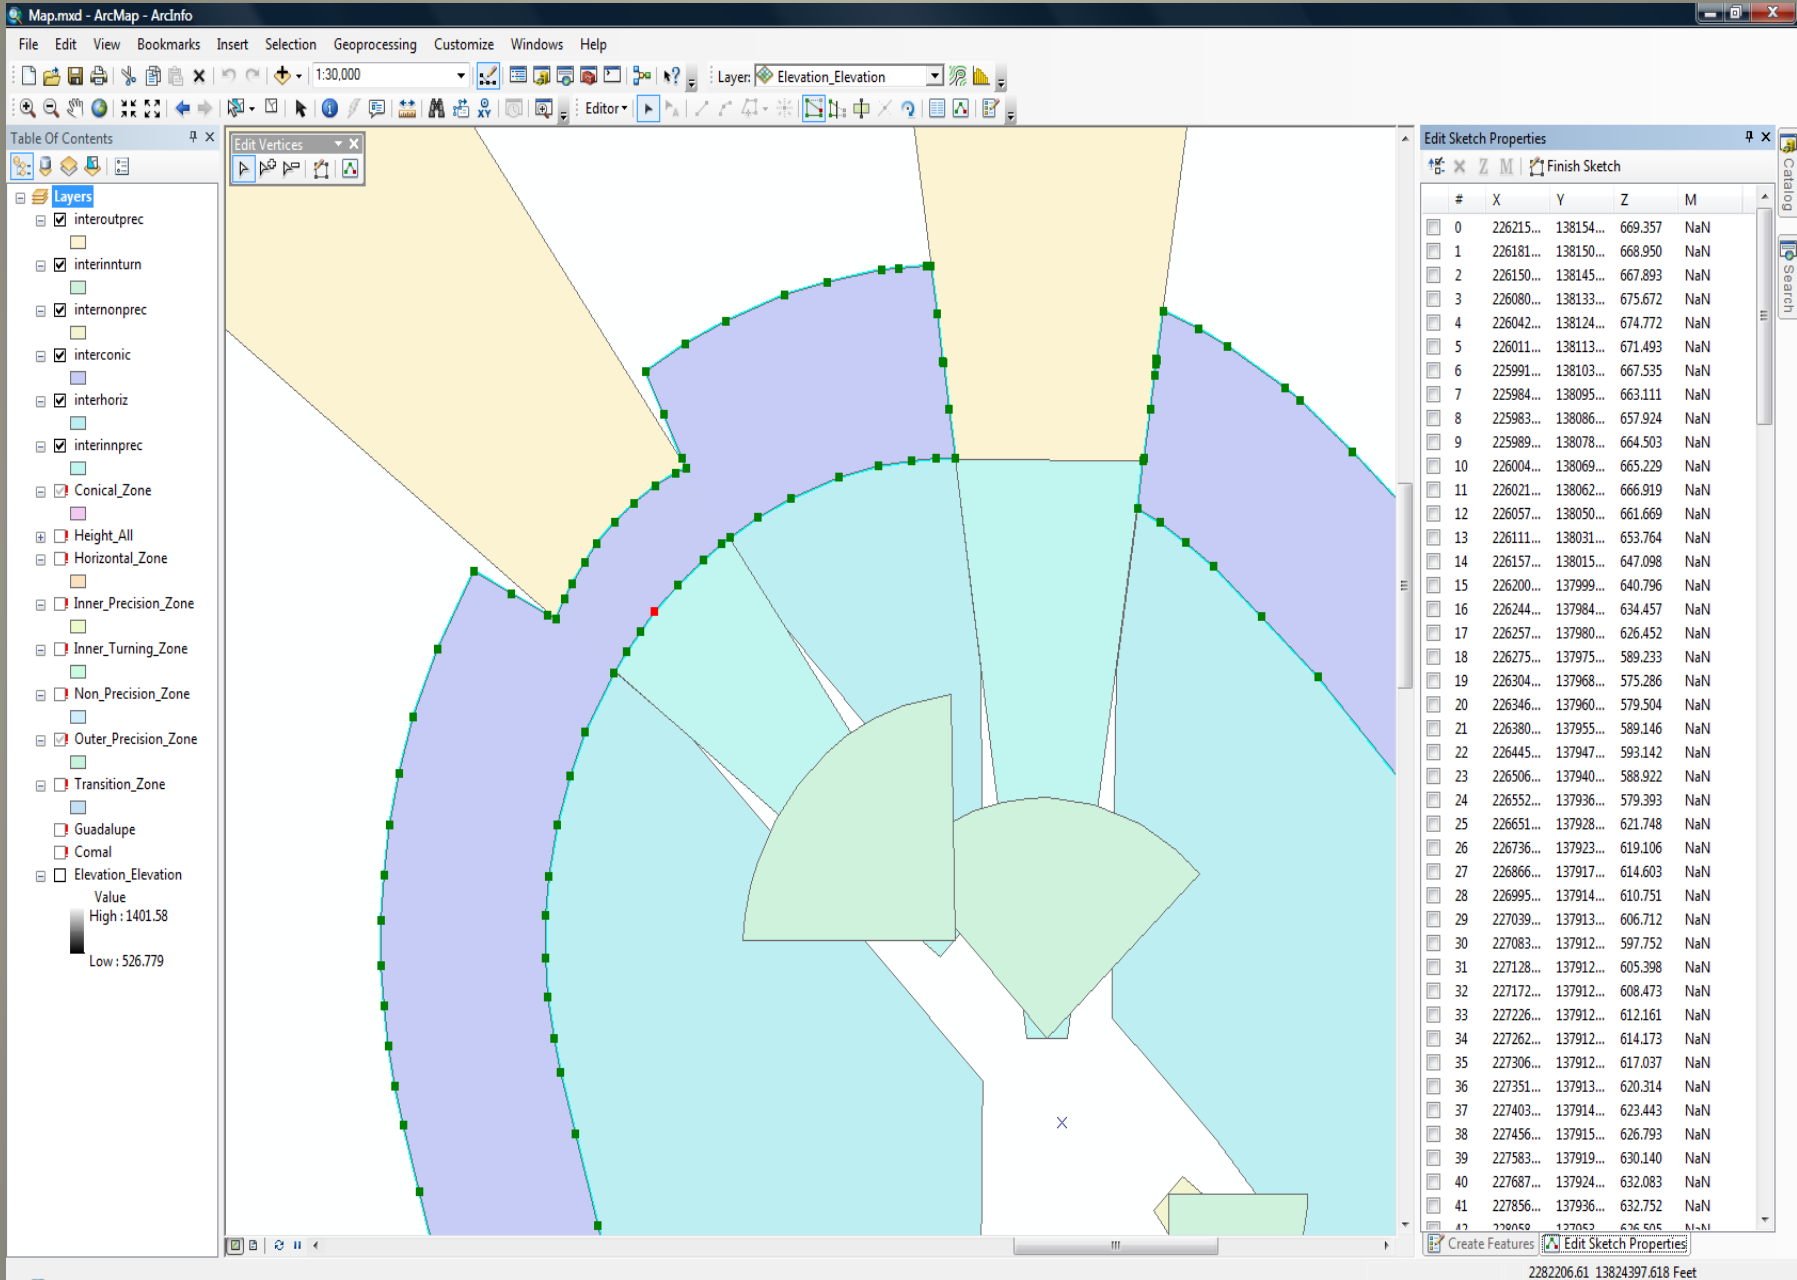 Map.mxd - ArcMap - ArcInfo
File Edit View Bookmarks Insert Selection Geoprocessing Customize Windows Help
1:30,000
Layer: Elevation_Elevation
Editor
Table Of Contents
Layers
interoutprec
interinnturn
internonprec
interconic
interhoriz
interinnprec
Conical_Zone
Height_All
Horizontal_Zone
Inner_Precision_Zone
Inner_Turning_Zone
Non_Precision_Zone
Outer_Precision_Zone
Transition_Zone
Guadalupe
Comal
Elevation_Elevation
Value
High : 1401.58
Low : 526.779
Edit Vertices
Edit Sketch Properties
Finish Sketch
# X Y Z M
0 226215... 138154... 669.357 NaN
1 226181... 138150... 668.950 NaN
2 226150... 138145... 667.893 NaN
3 226080... 138133... 675.672 NaN
4 226042... 138124... 674.772 NaN
5 226011... 138113... 671.493 NaN
6 225991... 138103... 667.535 NaN
7 225984... 138095... 663.111 NaN
8 225983... 138086... 657.924 NaN
9 225989... 138078... 664.503 NaN
10 226004... 138069... 665.229 NaN
11 226021... 138062... 666.919 NaN
12 226057... 138050... 661.669 NaN
13 226111... 138031... 653.764 NaN
14 226157... 138015... 647.098 NaN
15 226200... 137999... 640.796 NaN
16 226244... 137984... 634.457 NaN
17 226257... 137980... 626.452 NaN
18 226275... 137975... 589.233 NaN
19 226304... 137968... 575.286 NaN
20 226346... 137960... 579.504 NaN
21 226380... 137955... 589.146 NaN
22 226445... 137947... 593.142 NaN
23 226506... 137940... 588.922 NaN
24 226552... 137936... 579.393 NaN
25 226651... 137928... 621.748 NaN
26 226736... 137923... 619.106 NaN
27 226866... 137917... 614.603 NaN
28 226995... 137914... 610.751 NaN
29 227039... 137913... 606.712 NaN
30 227083... 137912... 597.752 NaN
31 227128... 137912... 605.398 NaN
32 227172... 137912... 608.473 NaN
33 227226... 137912... 612.161 NaN
34 227262... 137912... 614.173 NaN
35 227306... 137912... 617.037 NaN
36 227351... 137913... 620.314 NaN
37 227403... 137914... 623.443 NaN
38 227456... 137915... 626.793 NaN
39 227583... 137919... 630.140 NaN
40 227687... 137924... 632.083 NaN
41 227856... 137936... 632.752 NaN
42 228058 137953 626.505 NaN
Create Features Edit Sketch Properties
Catalog
Search
2282206.61 13824397.618 Feet